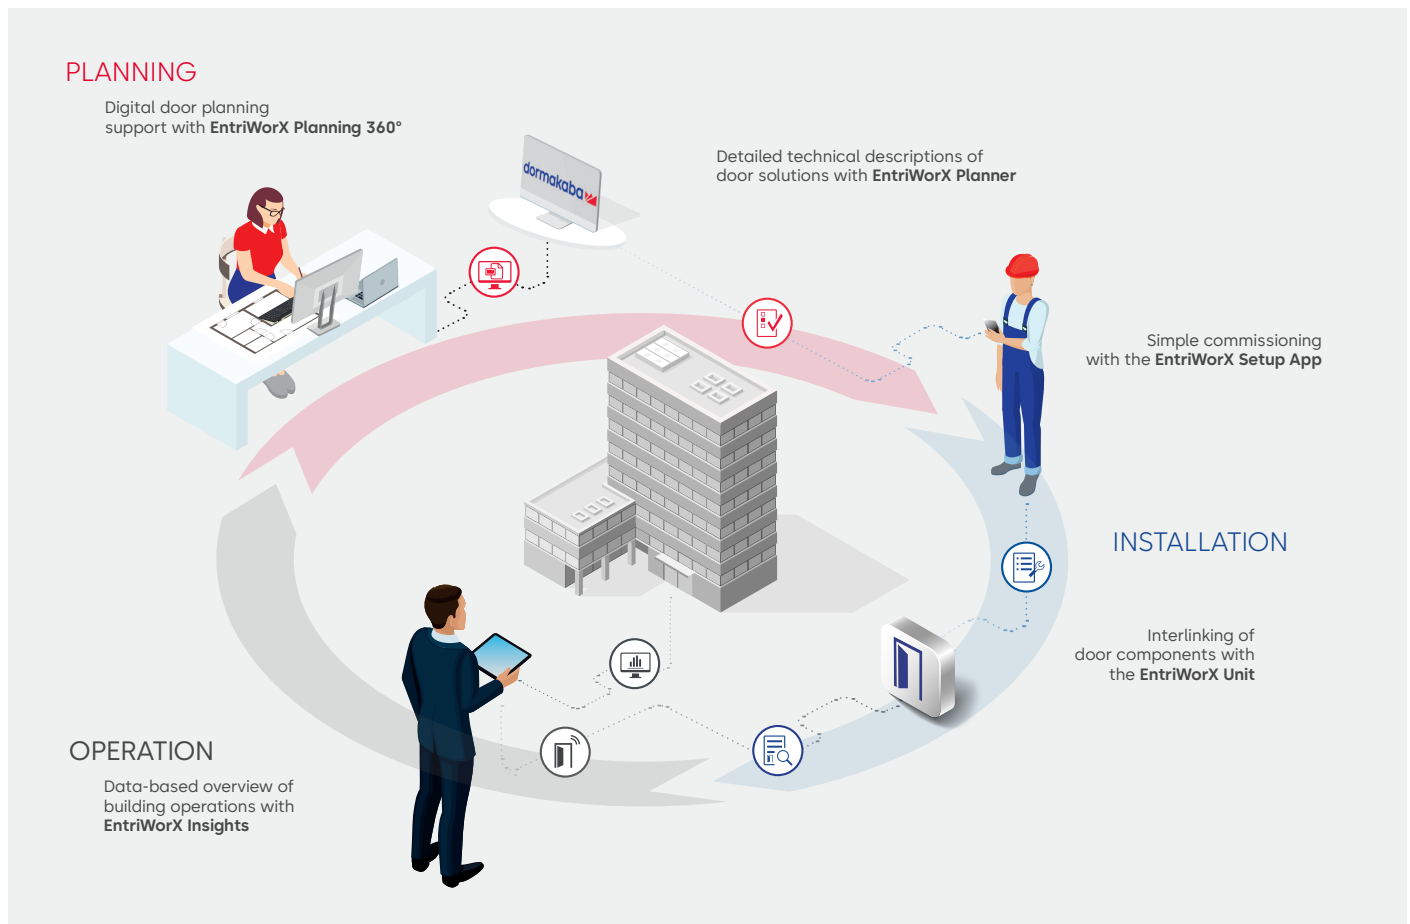 PLANNING
Digital door planning
support with EntriWorX Planning 360°
dormakaba
Detailed technical descriptions of
door solutions with EntriWorX Planner
Simple commissioning
with the EntriWorX Setup App
INSTALLATION
Interlinking of
door components with
the EntriWorX Unit
OPERATION
Data-based overview of
building operations with
EntriWorX Insights